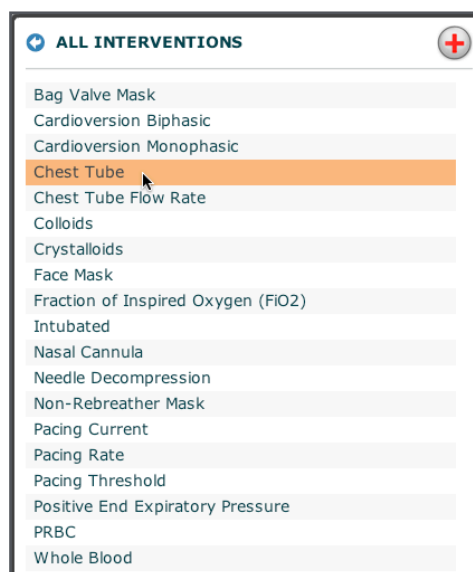 ALL INTERVENTIONS
Bag Valve Mask
Cardioversion Biphasic
Cardioversion Monophasic
Chest Tube
Chest Tube Flow Rate
Colloids
Crystalloids
Face Mask
Fraction of Inspired Oxygen (FiO2)
Intubated
Nasal Cannula
Needle Decompression
Non-Rebreather Mask
Pacing Current
Pacing Rate
Pacing Threshold
Positive End Expiratory Pressure
PRBC
Whole Blood